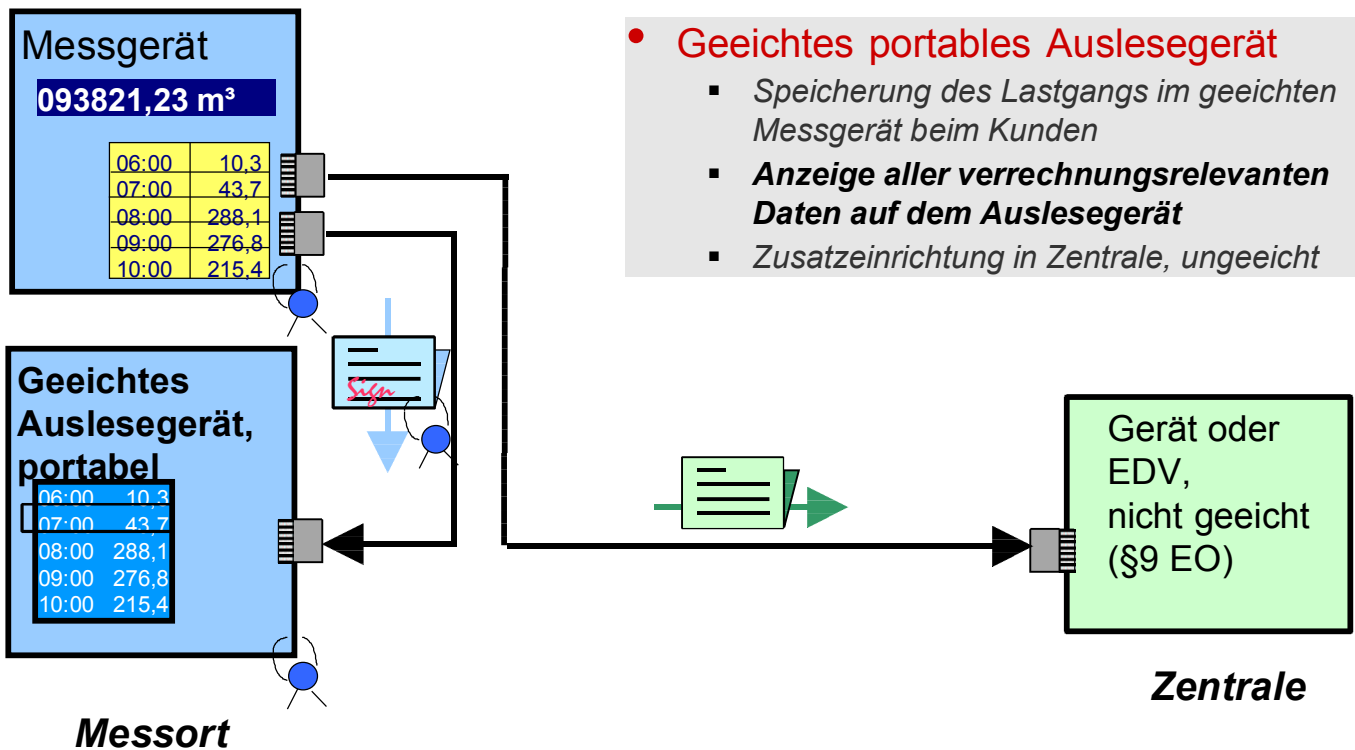 Messgerät
093821,23 m³
06:00 10,3
07:00 43,7
08:00 288,1
09:00 276,8
10:00 215,4
• Geeichtes portables Auslesegerät
▪ Speicherung des Lastgangs im geeichten
Messgerät beim Kunden
▪ Anzeige aller verrechnungsrelevanten
Daten auf dem Auslesegerät
▪ Zusatzeinrichtung in Zentrale, ungeeicht
Sign
Geeichtes
Auslesegerät,
portabel
06:00 10,3
07:00 43,7
08:00 288,1
09:00 276,8
10:00 215,4
Messort
Gerät oder
EDV,
nicht geeicht
(§9 EO)
Zentrale